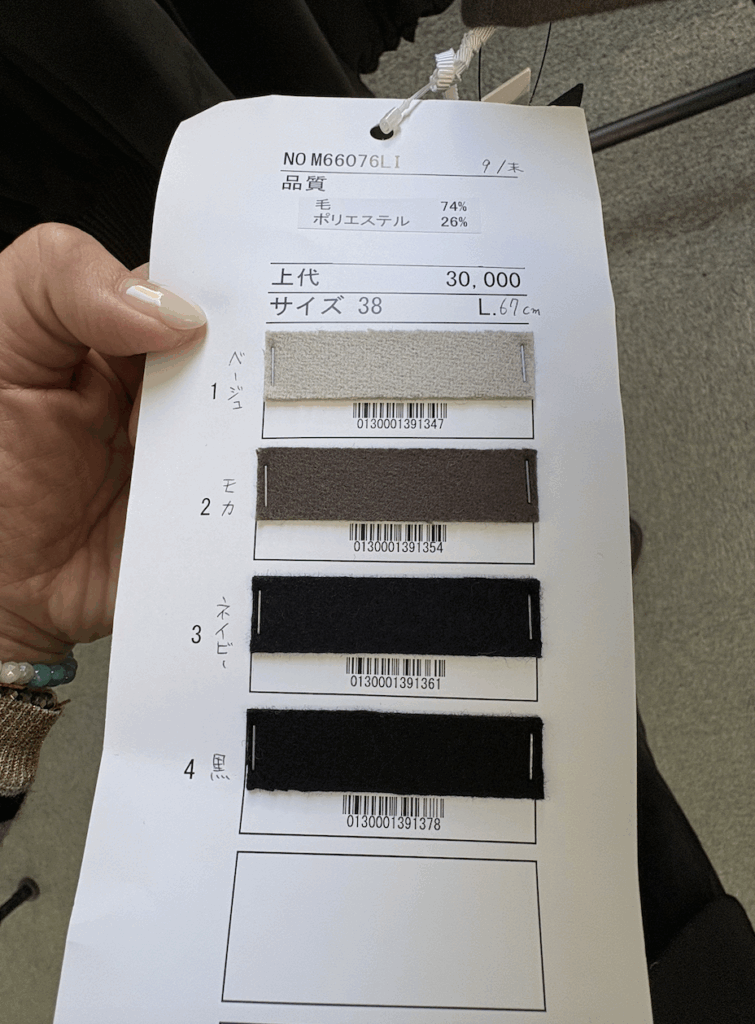 NO M66076LI 9/末
品質
毛 74%
ポリエステル 26%
上代 30,000
サイズ 38 L.67cm
1 ベージュ
0130001391347
2 モカ
0130001391354
3 ネイビー
0130001391361
4 黒
0130001391378